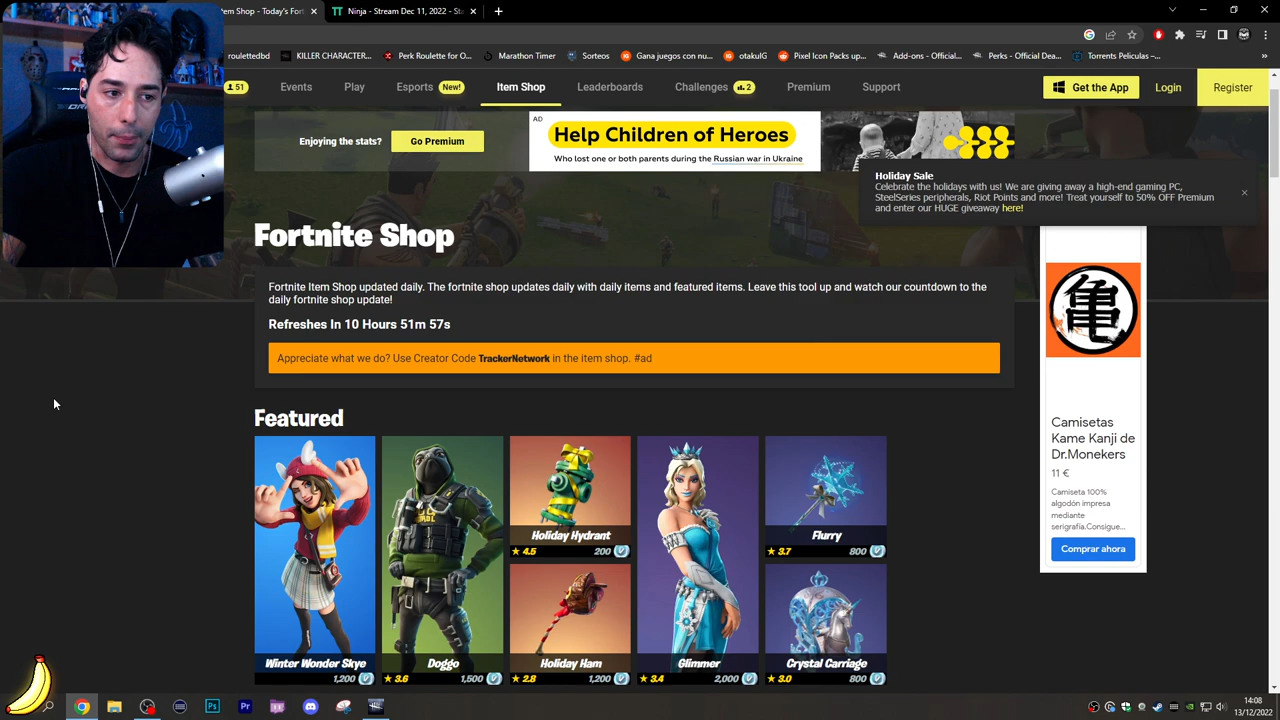 em Shop - Today's Fort
Ninja - Stream Dec 11, 2022 - Sta
roulettedbd
KILLER CHARACTER...
Perk Roulette for O...
Marathon Timer
Sorteos
Gana juegos con nu...
otakulG
Pixel Icon Packs up...
Add-ons - Official...
Perks - Official Dea...
Torrents Peliculas –...
51
Events
Play
Esports
New!
Item Shop
Leaderboards
Challenges
2
Premium
Support
Get the App
Login
Register
Enjoying the stats?
Go Premium
AD
Help Children of Heroes
Who lost one or both parents during the Russian war in Ukraine
Holiday Sale
Celebrate the holidays with us! We are giving away a high-end gaming PC,
SteelSeries peripherals, Riot Points and more! Treat yourself to 50% OFF Premium
and enter our HUGE giveaway here!
Fortnite Shop
Fortnite Item Shop updated daily. The fortnite shop updates daily with daily items and featured items. Leave this tool up and watch our countdown to the
daily fortnite shop update!
Refreshes In 10 Hours 51m 57s
Appreciate what we do? Use Creator Code TrackerNetwork in the item shop. #ad
亀
Camisetas
Kame Kanji de
Dr.Monekers
11 €
Camiseta 100%
algodón impresa
mediante
serigrafía.Consigue...
Comprar ahora
Featured
Holiday Hydrant
4.5 200
Flurry
3.7 800
Winter Wonder Skye
1,200
Doggo
3.6 1,500
Holiday Ham
2.8 1,200
Glimmer
3.4 2,000
Crystal Carriage
3.0 800
Ps
Pr
14:08
13/12/2022